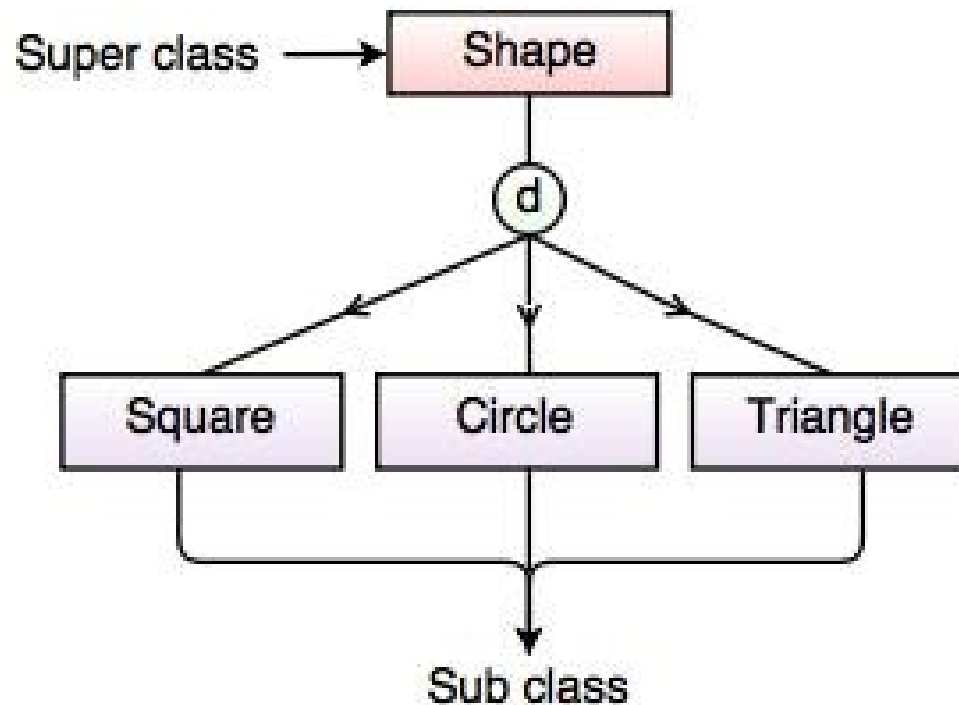 Super class
Shape
d
Square
Circle
Triangle
Sub class